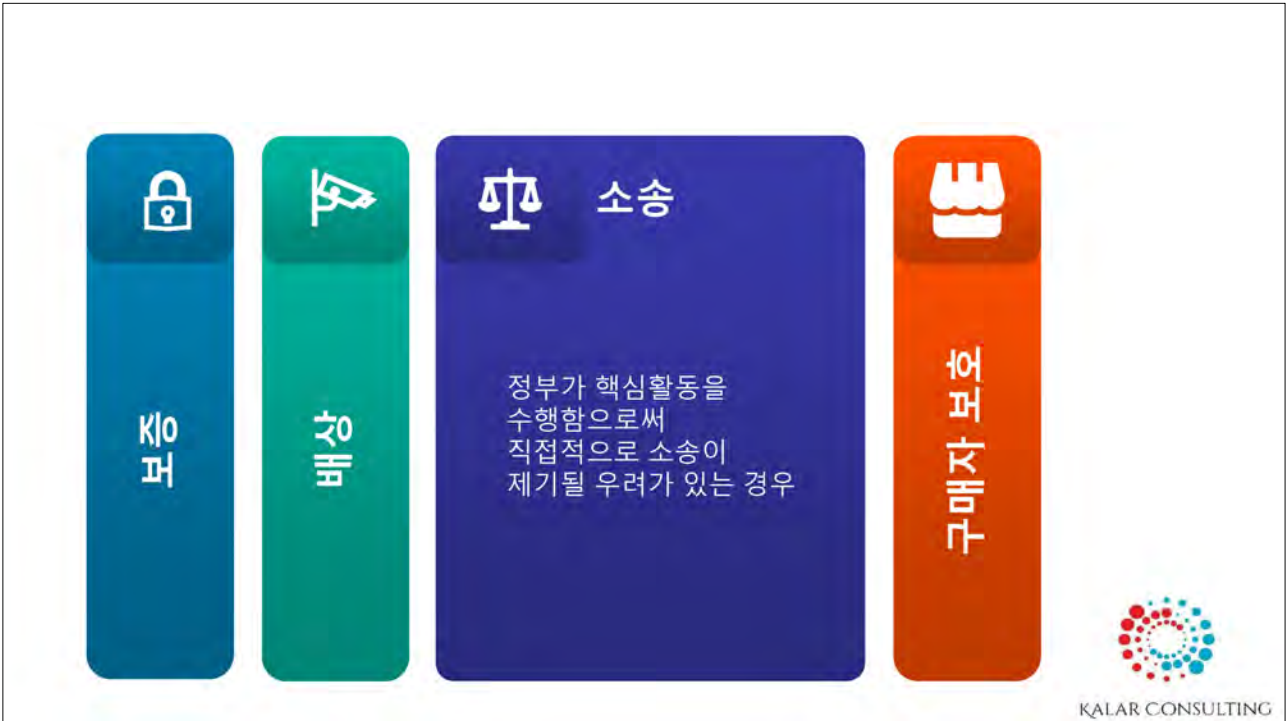 보증
배상
소송
정부가 핵심활동을
수행함으로써
직접적으로 소송이
제기될 우려가 있는 경우
구매자 보호
KALAR CONSULTING